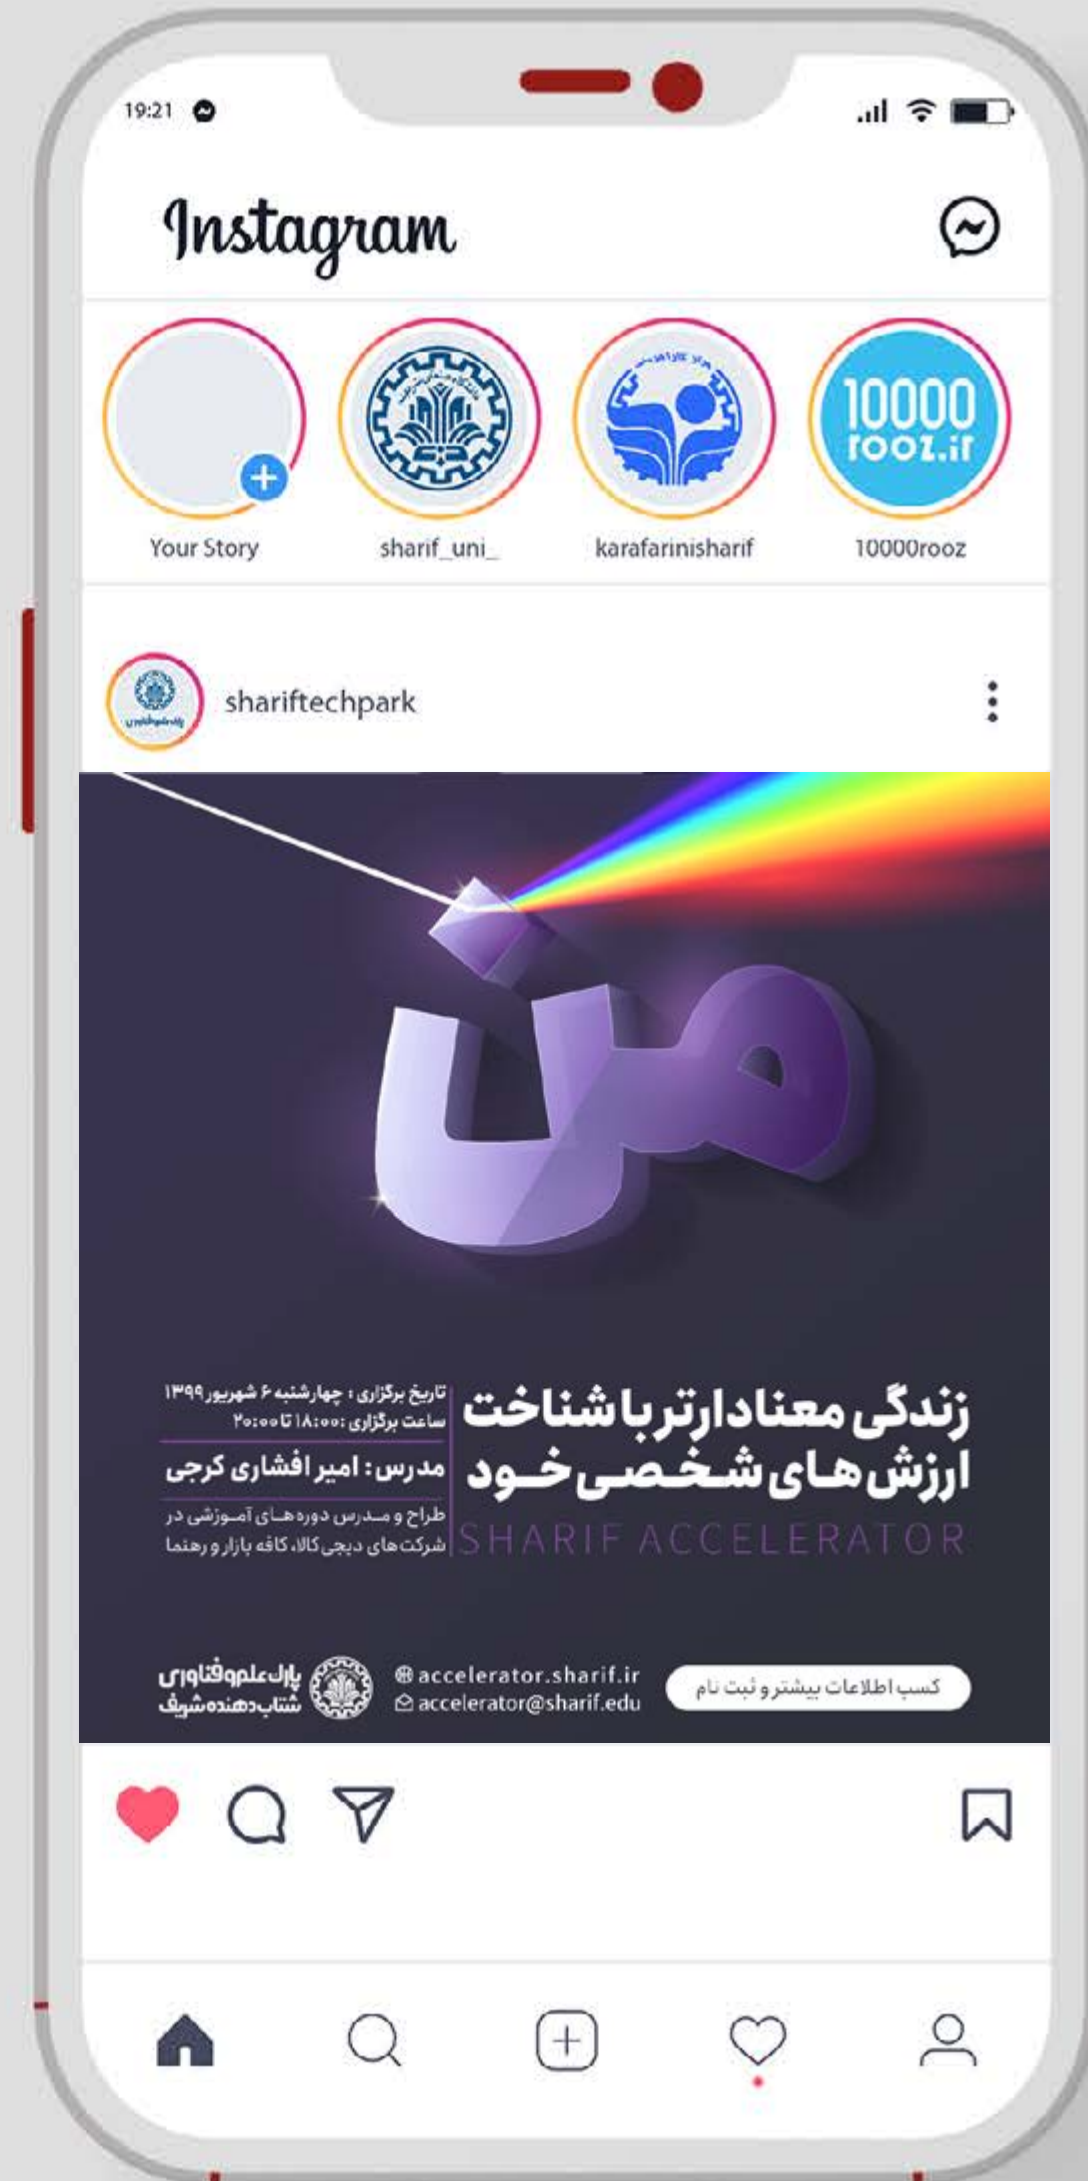 19:21
Instagram
10000
rooz.ir
Your Story
sharif_uni_
karafarinisharif
10000rooz
shariftechpark
من
زندگی معنادارتر با شناخت
ارزش‌های شخصی خود
SHARIF ACCELERATOR
تاریخ برگزاری : چهارشنبه ۶ شهریور ۱۳۹۹
ساعت برگزاری : ۱۸:۰۰ تا ۲۰:۰۰
مدرس : امیر افشاری کرجی
طراح و مدرس دوره‌های آموزشی در
شرکت‌های دیجی‌کالا، کافه بازار و رهنما
کسب اطلاعات بیشتر و ثبت نام
accelerator.sharif.ir
accelerator@sharif.edu
پارک علم و فناوری
شتاب‌دهنده شریف